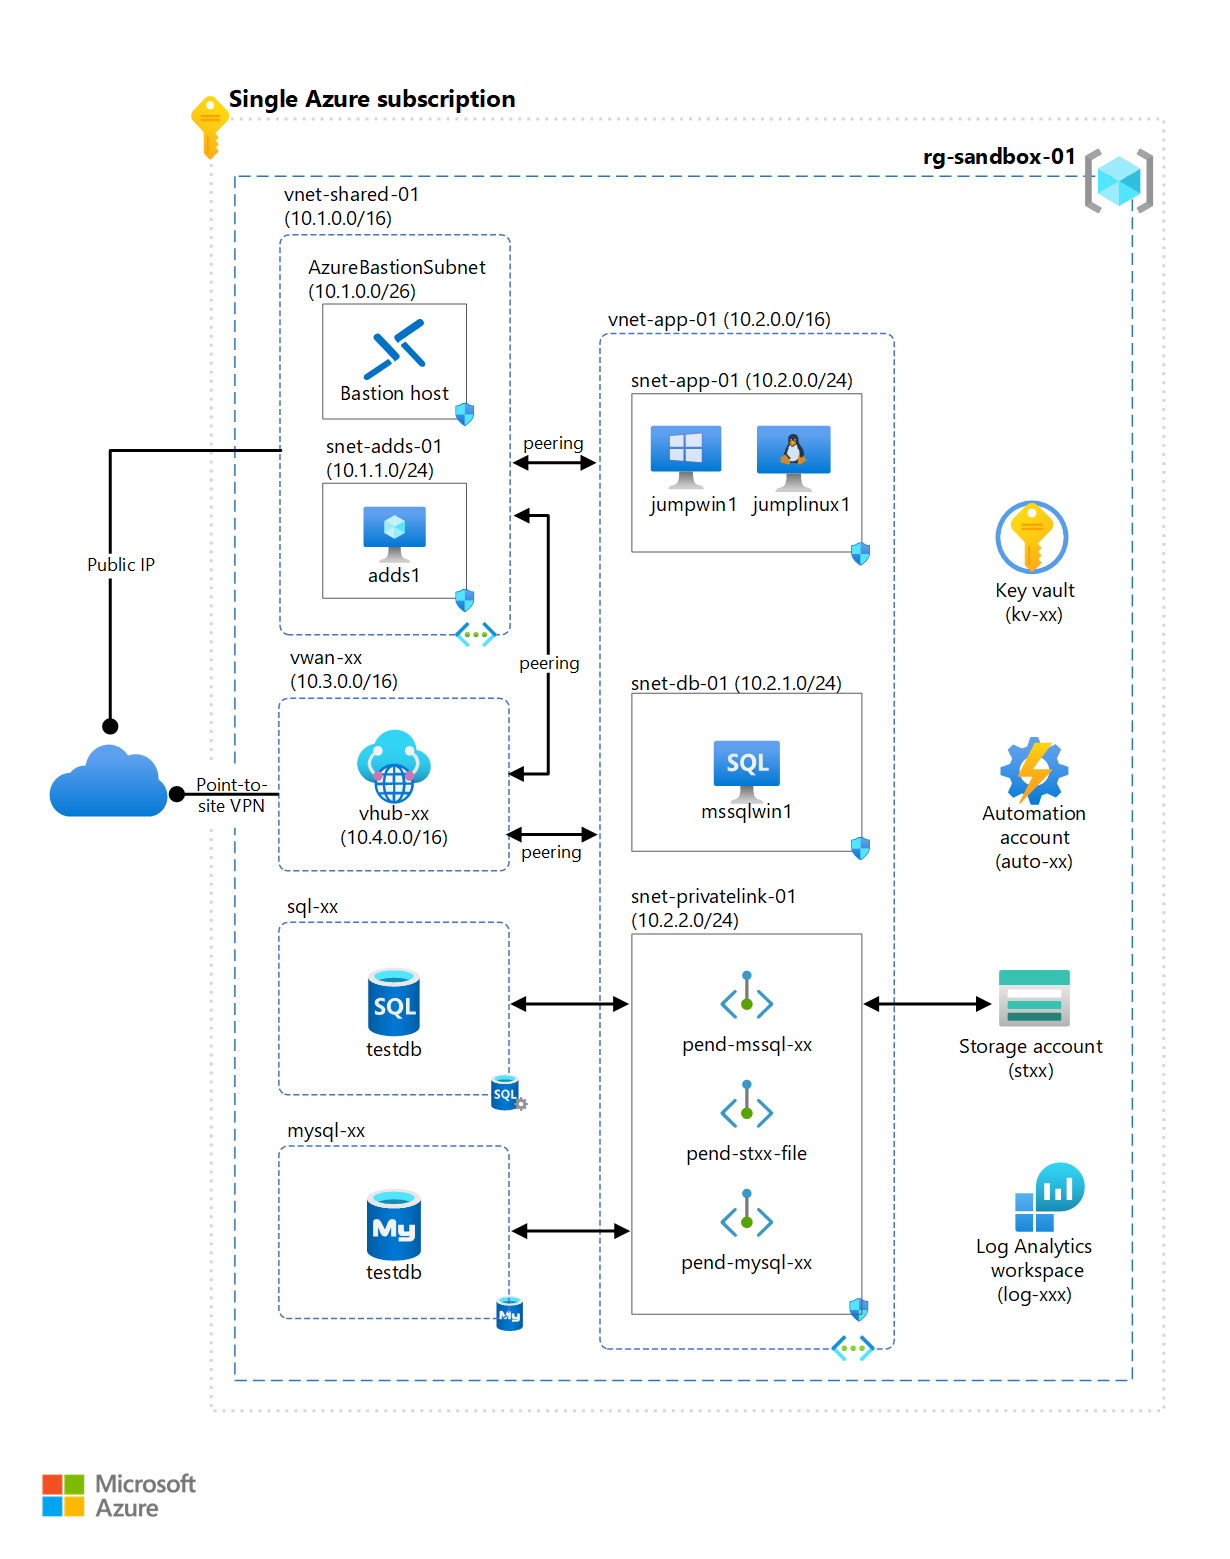 Single Azure subscription
rg-sandbox-01
vnet-shared-01
(10.1.0.0/16)
AzureBastionSubnet
(10.1.0.0/26)
Bastion host
snet-adds-01
(10.1.1.0/24)
adds1
peering
vnet-app-01 (10.2.0.0/16)
snet-app-01 (10.2.0.0/24)
jumpwin1
jumplinux1
Key vault
(kv-xx)
Public IP
peering
vwan-xx
(10.3.0.0/16)
vhub-xx
(10.4.0.0/16)
Point-to-
site VPN
peering
snet-db-01 (10.2.1.0/24)
SQL
mssqlwin1
Automation
account
(auto-xx)
sql-xx
SQL
testdb
SQL
snet-privatelink-01
(10.2.2.0/24)
pend-mssql-xx
pend-stxx-file
pend-mysql-xx
Storage account
(stxx)
mysql-xx
My
testdb
My
Log Analytics
workspace
(log-xxx)
Microsoft
Azure